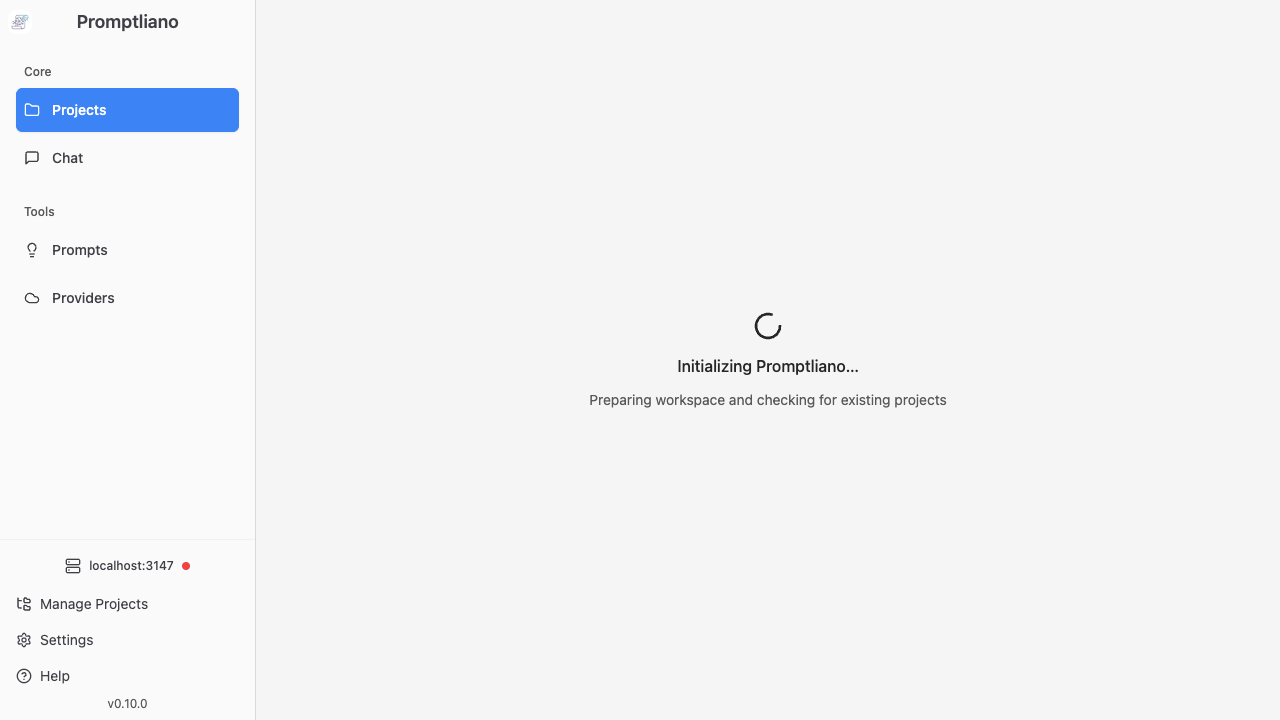 Promptliano
Core
Projects
Chat
Tools
Prompts
Providers
localhost:3147
Manage Projects
Settings
Help
v0.10.0
Initializing Promptliano...
Preparing workspace and checking for existing projects